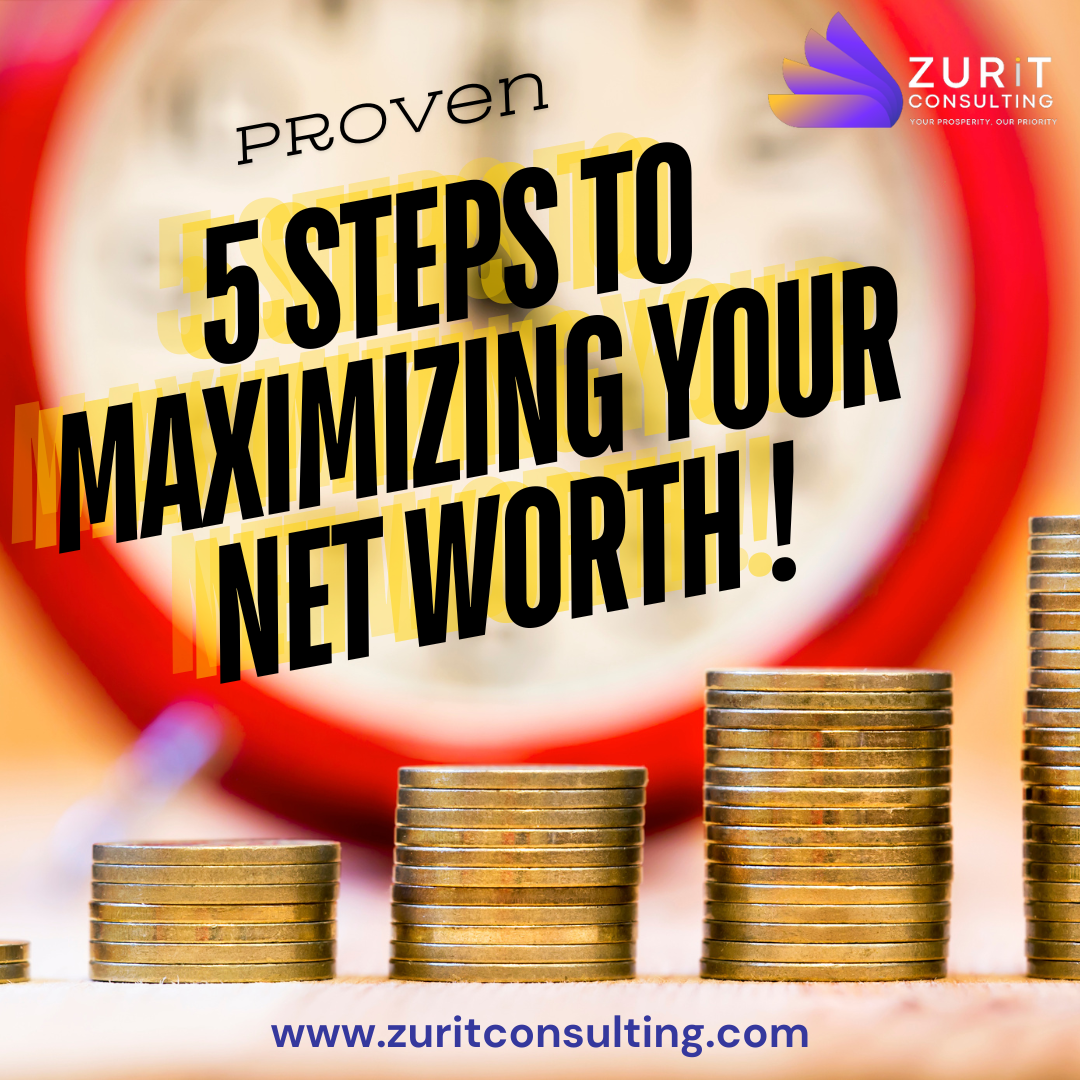 ZURiT
CONSULTING
YOUR PROSPERITY. OUR PRIORITY
PROVEN
5 STEPS TO
MAXIMIZING YOUR
NET WORTH !
www.zuritconsulting.com